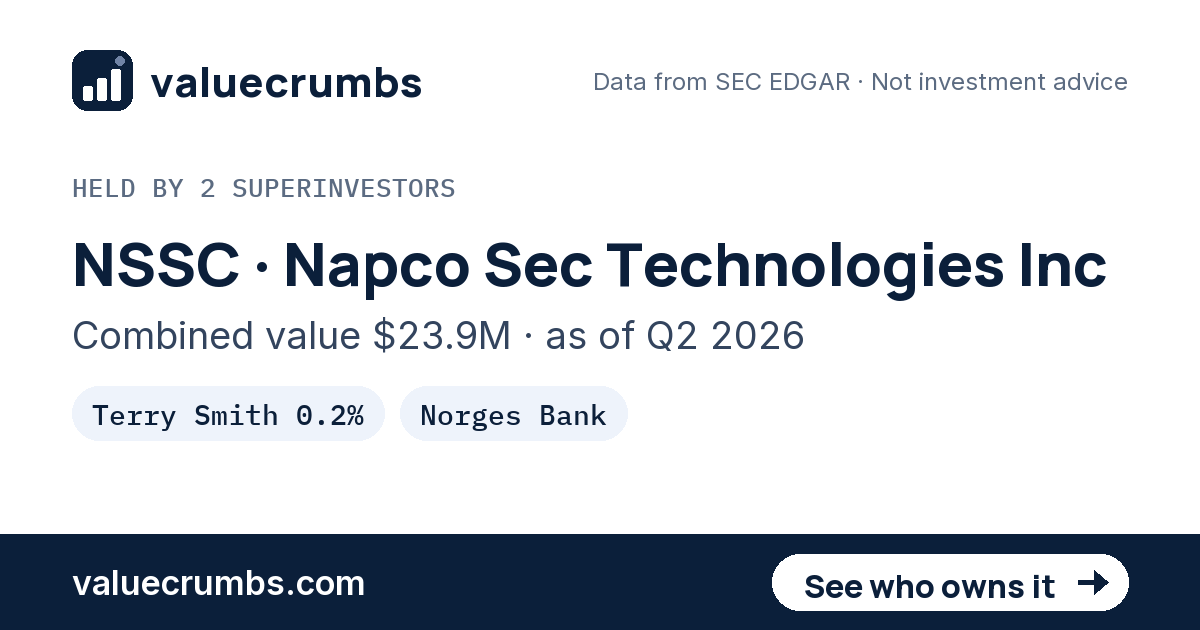 valuecrumbs
Data from SEC EDGAR · Not investment advice
HELD BY 2 SUPERINVESTORS
NSSC · Napco Sec Technologies Inc
Combined value $23.9M · as of Q2 2026
Terry Smith 0.2% Norges Bank
valuecrumbs.com
See who owns it →